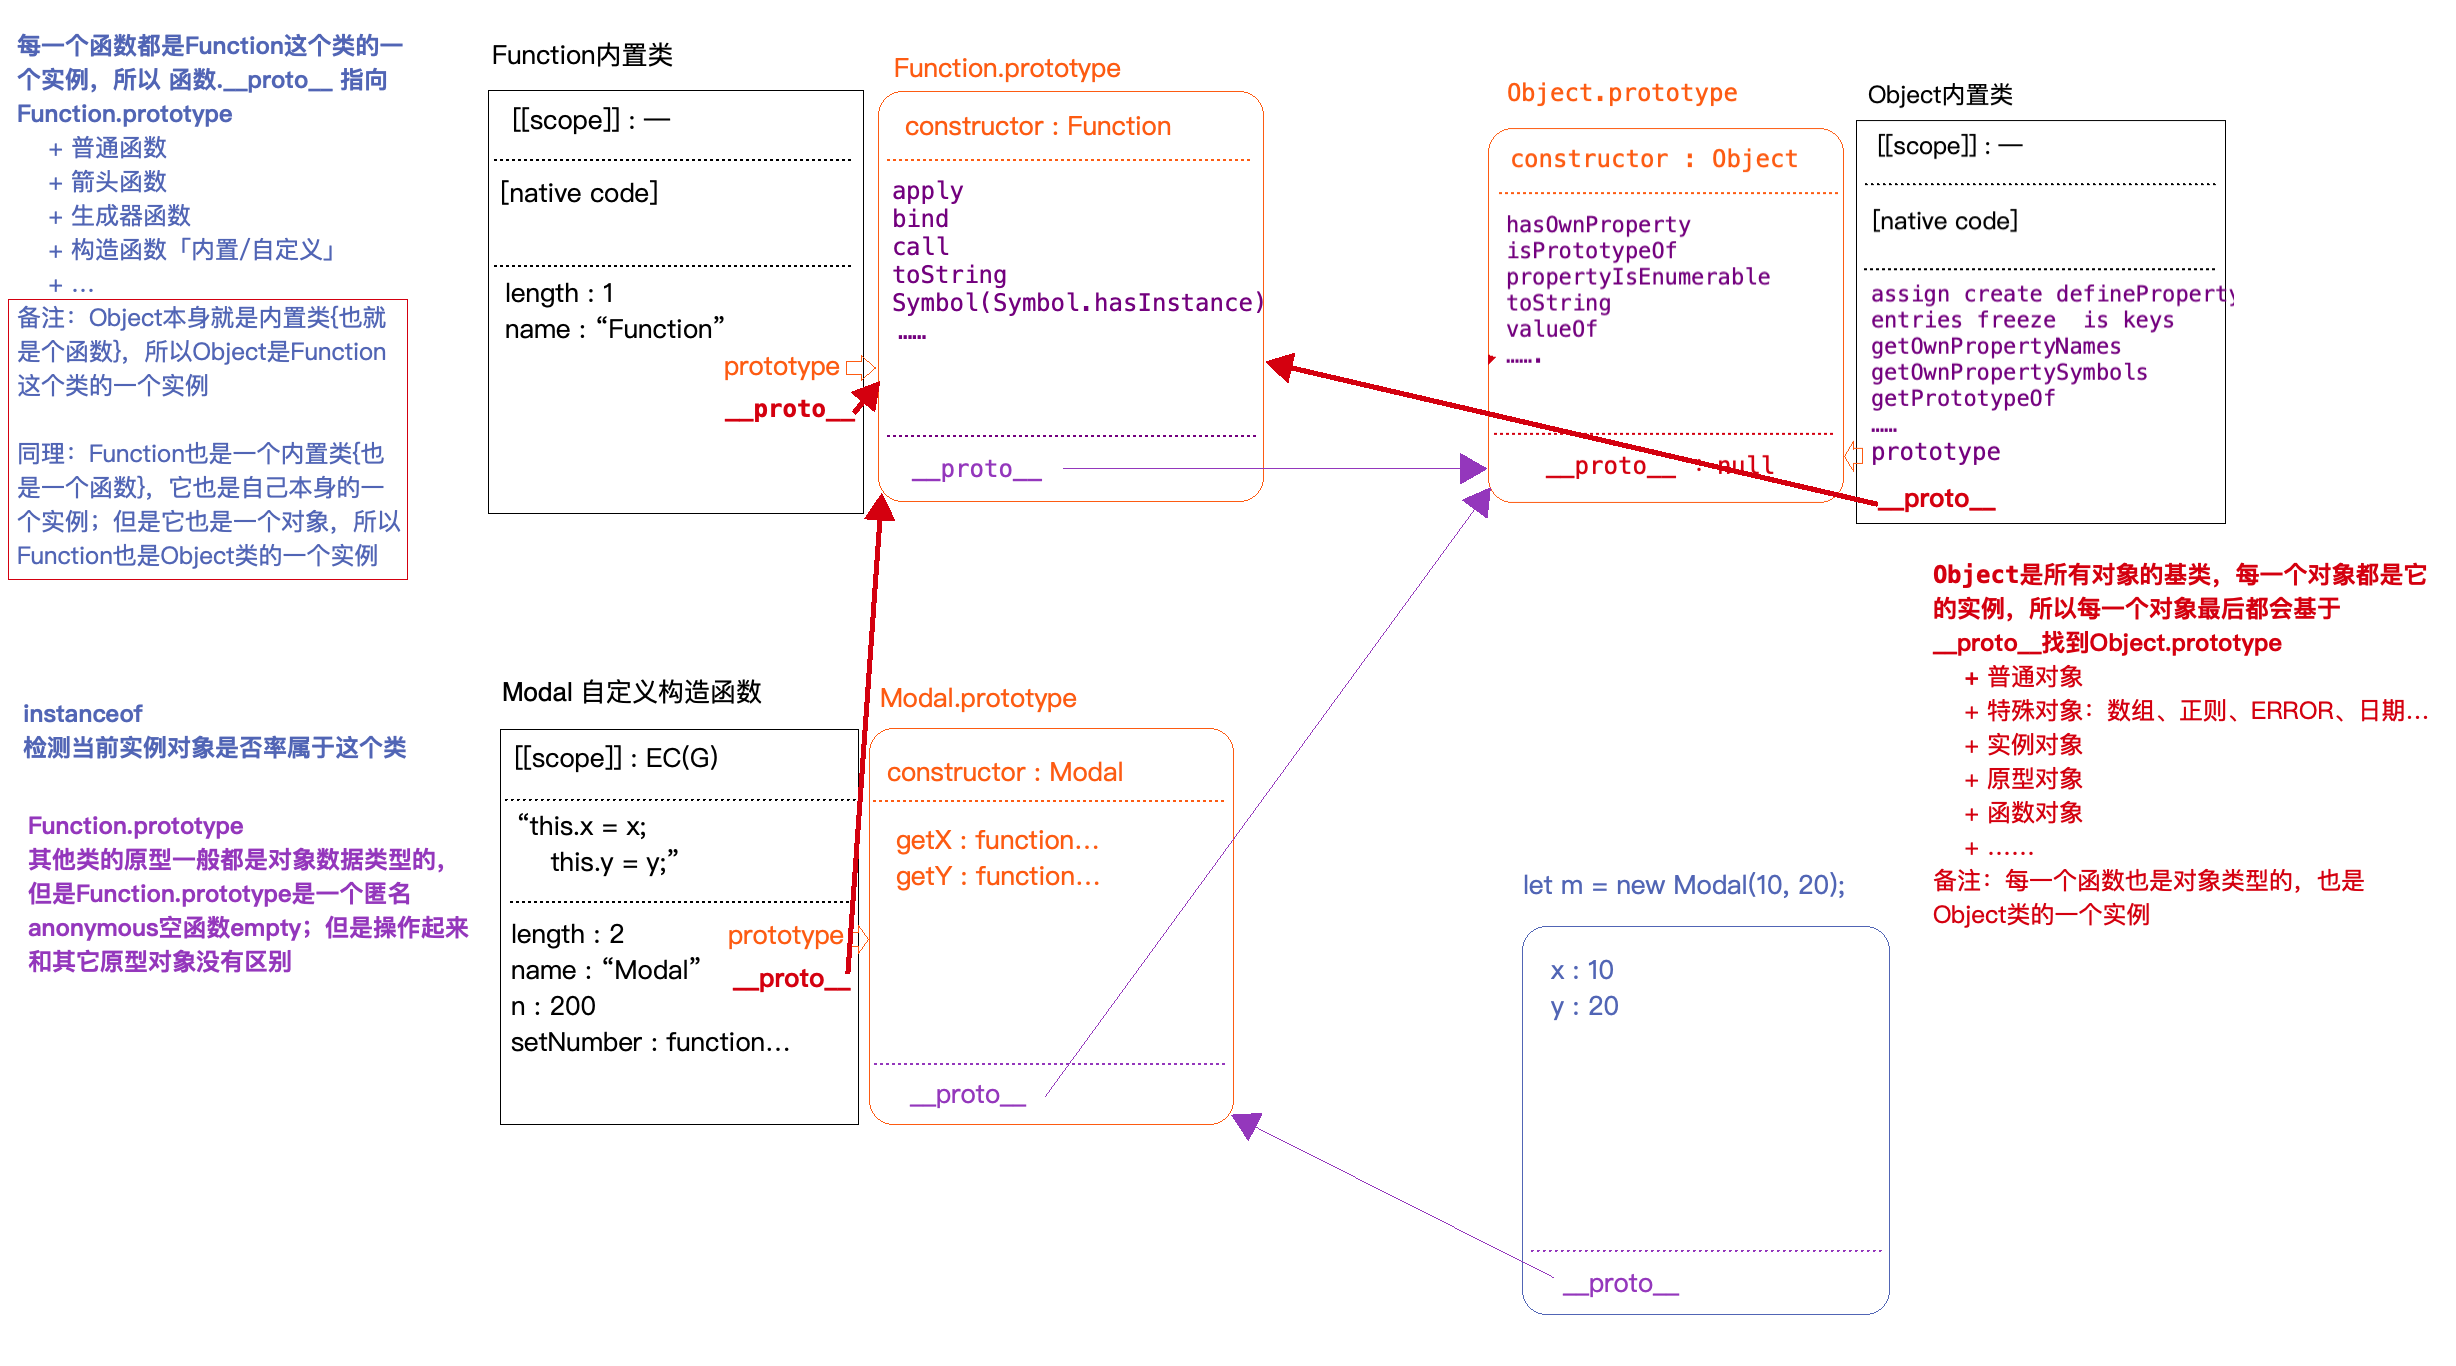 每一个函数都是Function这个类的一
个实例，所以 函数.__proto__ 指向
Function.prototype
+ 普通函数
+ 箭头函数
+ 生成器函数
+ 构造函数「内置/自定义」
+ ...
备注：Object本身就是内置类{也就
是个函数}，所以Object是Function
这个类的一个实例
同理：Function也是一个内置类{也
是一个函数}，它也是自己本身的一
个实例；但是它也是一个对象，所以
Function也是Object类的一个实例
instanceof
检测当前实例对象是否率属于这个类
Function.prototype
其他类的原型一般都是对象数据类型的，
但是Function.prototype是一个匿名
anonymous空函数empty；但是操作起来
和其它原型对象没有区别
Function内置类
[[scope]] : —
[native code]
length : 1
name : “Function”
prototype
__proto__
Function.prototype
constructor : Function
apply
bind
call
toString
Symbol(Symbol.hasInstance)
……
__proto__
Object.prototype
constructor : Object
hasOwnProperty
isPrototypeOf
propertyIsEnumerable
toString
valueOf
…….
__proto__ : null
Object内置类
[[scope]] : —
[native code]
assign create defineProperty
entries freeze  is keys
getOwnPropertyNames
getOwnPropertySymbols
getPrototypeOf
……
prototype
__proto__
Object是所有对象的基类，每一个对象都是它
的实例，所以每一个对象最后都会基于
__proto__找到Object.prototype
+ 普通对象
+ 特殊对象：数组、正则、ERROR、日期...
+ 实例对象
+ 原型对象
+ 函数对象
+ ……
备注：每一个函数也是对象类型的，也是
Object类的一个实例
Modal 自定义构造函数
[[scope]] : EC(G)
“this.x = x;
this.y = y;”
length : 2
name : “Modal”
n : 200
setNumber : function...
prototype
__proto__
Modal.prototype
constructor : Modal
getX : function...
getY : function...
__proto__
let m = new Modal(10, 20);
x : 10
y : 20
__proto__